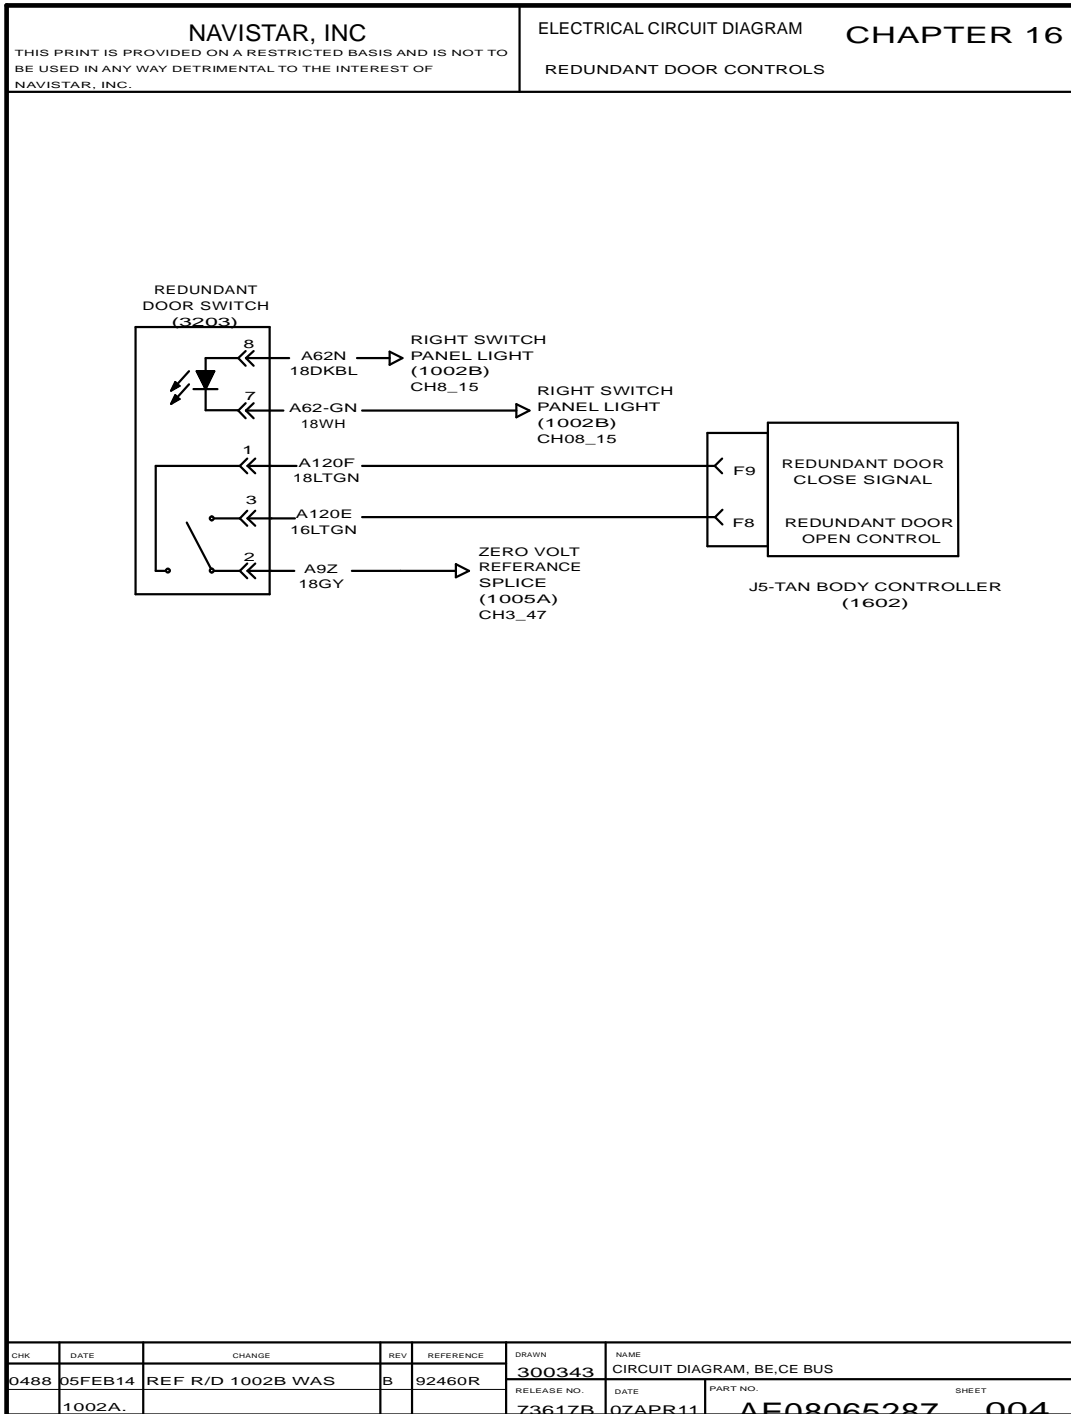 NAVISTAR, INC
THIS PRINT IS PROVIDED ON A RESTRICTED BASIS AND IS NOT TO
BE USED IN ANY WAY DETRIMENTAL TO THE INTEREST OF
NAVISTAR, INC.
ELECTRICAL CIRCUIT DIAGRAM
CHAPTER 16
REDUNDANT DOOR CONTROLS
REDUNDANT
DOOR SWITCH
(3203)
8
A62N
18DKBL
RIGHT SWITCH
PANEL LIGHT
(1002B)
CH8_15
7
A62-GN
18WH
RIGHT SWITCH
PANEL LIGHT
(1002B)
CH08_15
1
A120F
18LTGN
F9
REDUNDANT DOOR
CLOSE SIGNAL
3
A120E
16LTGN
F8
REDUNDANT DOOR
OPEN CONTROL
2
A9Z
18GY
ZERO VOLT
REFERANCE
SPLICE
(1005A)
CH3_47
J5-TAN BODY CONTROLLER
(1602)
CHK DATE CHANGE REV REFERENCE
0488 05FEB14 REF R/D 1002B WAS B 92460R
1002A.
DRAWN
300343
NAME
CIRCUIT DIAGRAM, BE,CE BUS
RELEASE NO.
73617B
DATE
07APR11
PART NO.
AE08065287
SHEET
004